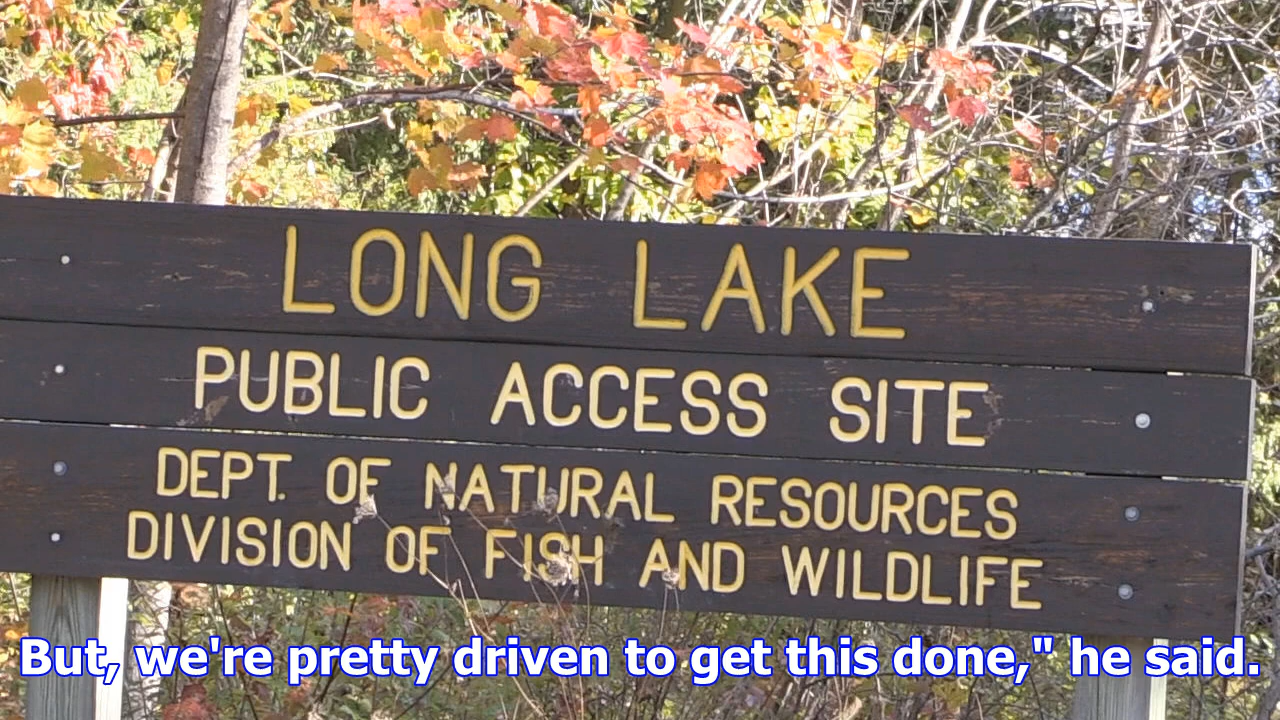 LONG LAKE
PUBLIC ACCESS SITE
DEPT. OF NATURAL RESOURCES
DIVISION OF FISH AND WILDLIFE
But, we're pretty driven to get this done," he said.